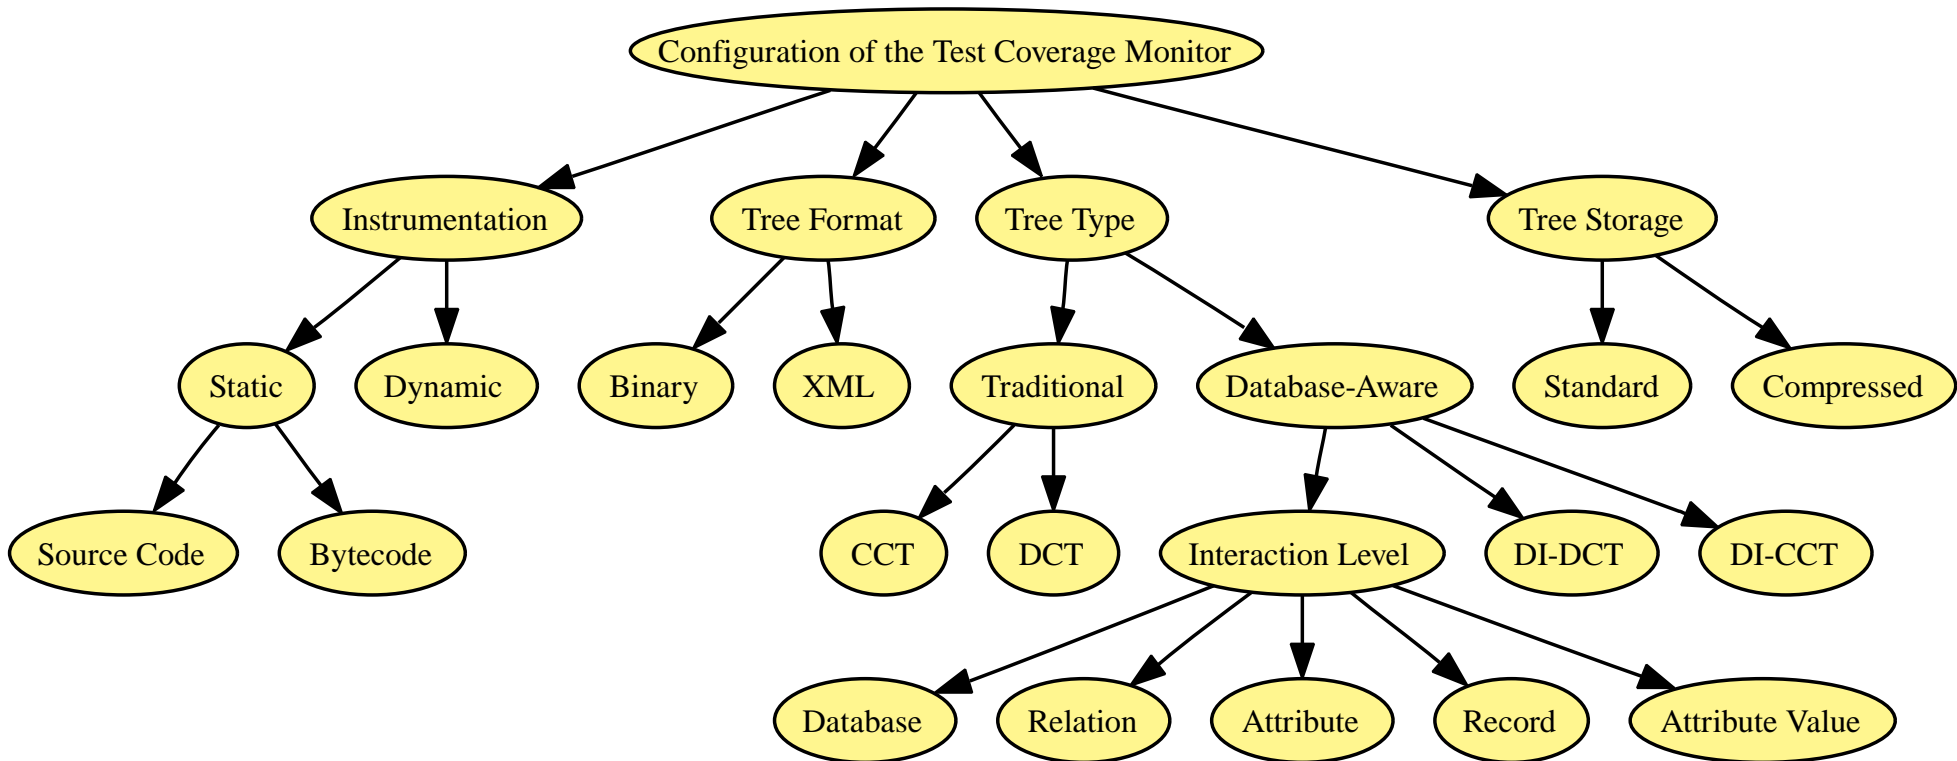 Configuration of the Test Coverage Monitor
Instrumentation
Tree Format
Tree Type
Tree Storage
Static
Dynamic
Binary
XML
Traditional
Database-Aware
Standard
Compressed
Source Code
Bytecode
CCT
DCT
Interaction Level
DI-DCT
DI-CCT
Database
Relation
Attribute
Record
Attribute Value